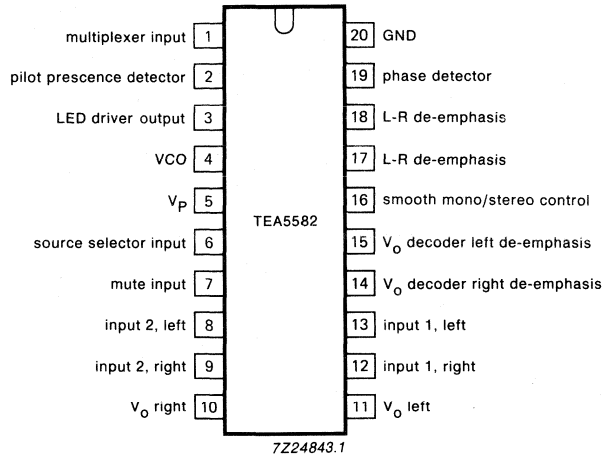 multiplexer input 1 20 GND
pilot prescence detector 2 19 phase detector
LED driver output 3 18 L-R de-emphasis
VCO 4 17 L-R de-emphasis
VP 5 16 smooth mono/stereo control
TEA5582
source selector input 6 15 Vo decoder left de-emphasis
mute input 7 14 Vo decoder right de-emphasis
input 2, left 8 13 input 1, left
input 2, right 9 12 input 1, right
Vo right 10 11 Vo left
7Z24843.1